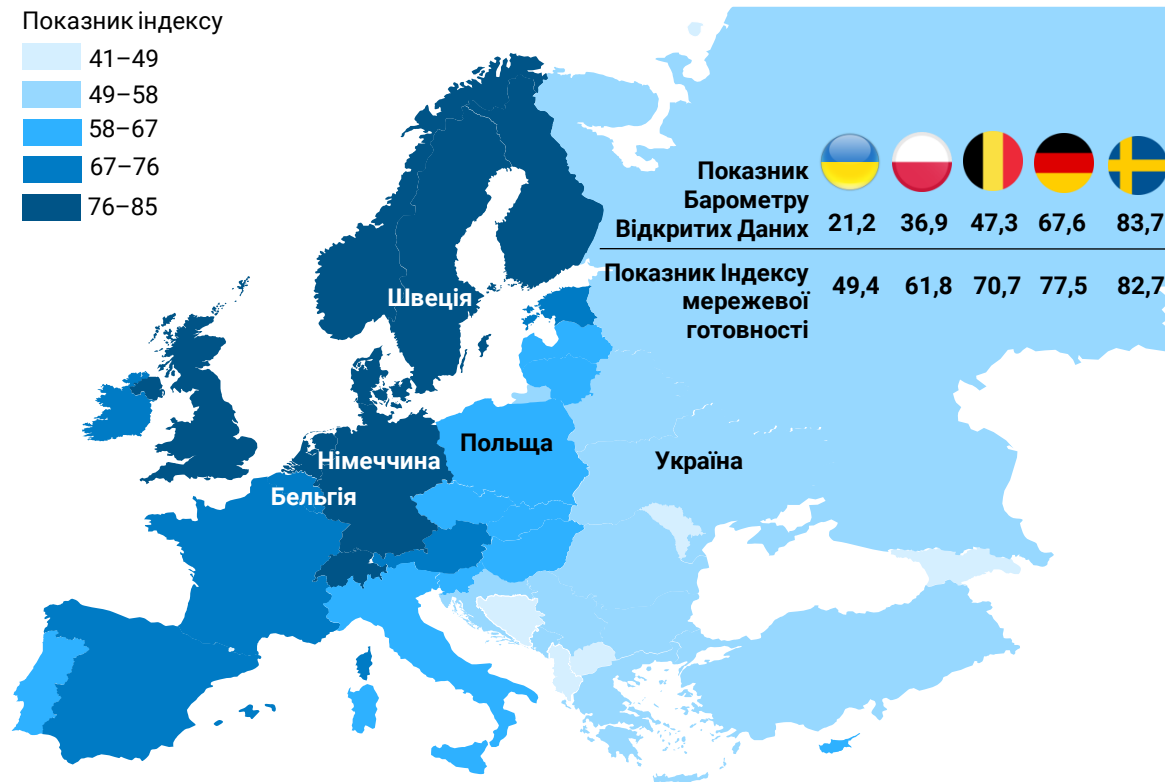 Показник індексу
41–49
49–58
58–67
67–76
76–85
Показник
Барометру
Відкритих Даних
21,2 36,9 47,3 67,6 83,7
Показник Індексу
мережевої
готовності
49,4 61,8 70,7 77,5 82,7
Швеція
Польща
Німеччина
Україна
Бельгія